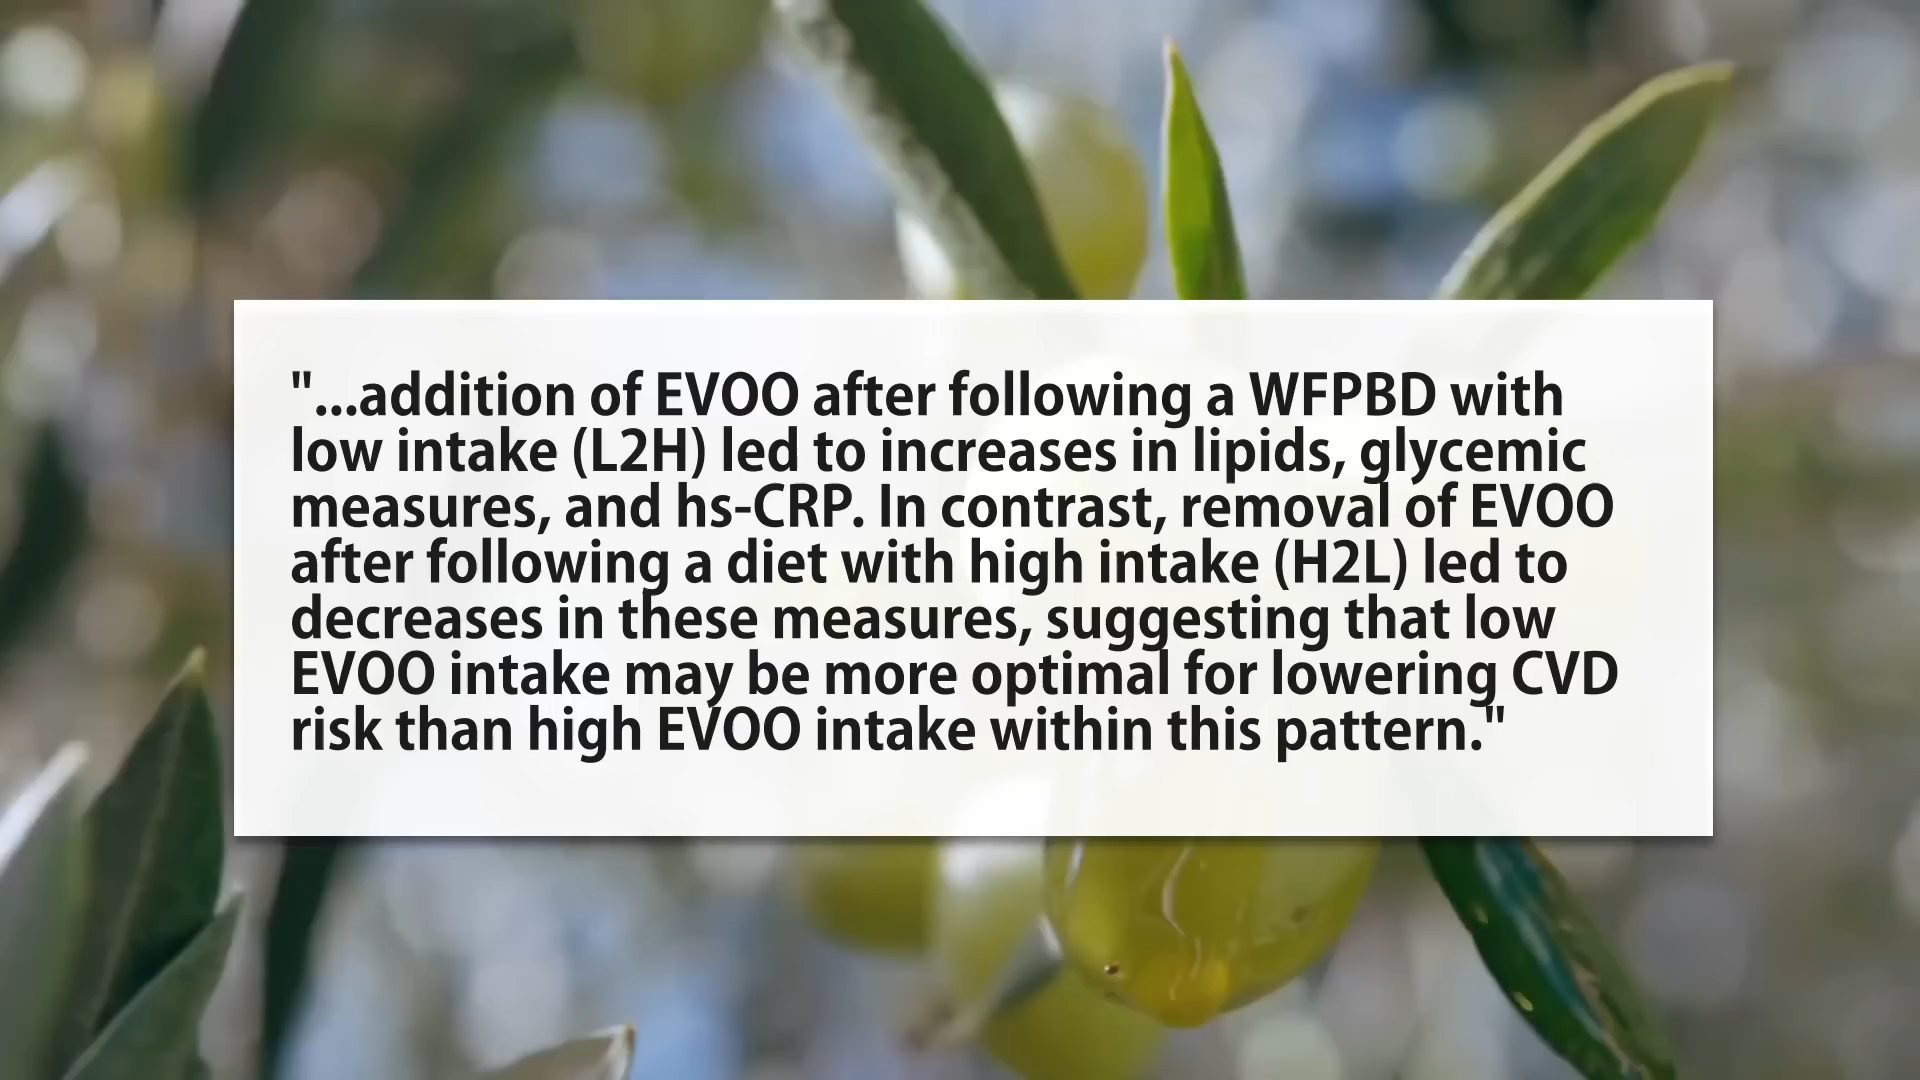 "...addition of EVOO after following a WFPBD with
low intake (L2H) led to increases in lipids, glycemic
measures, and hs-CRP. In contrast, removal of EVOO
after following a diet with high intake (H2L) led to
decreases in these measures, suggesting that low
EVOO intake may be more optimal for lowering CVD
risk than high EVOO intake within this pattern."